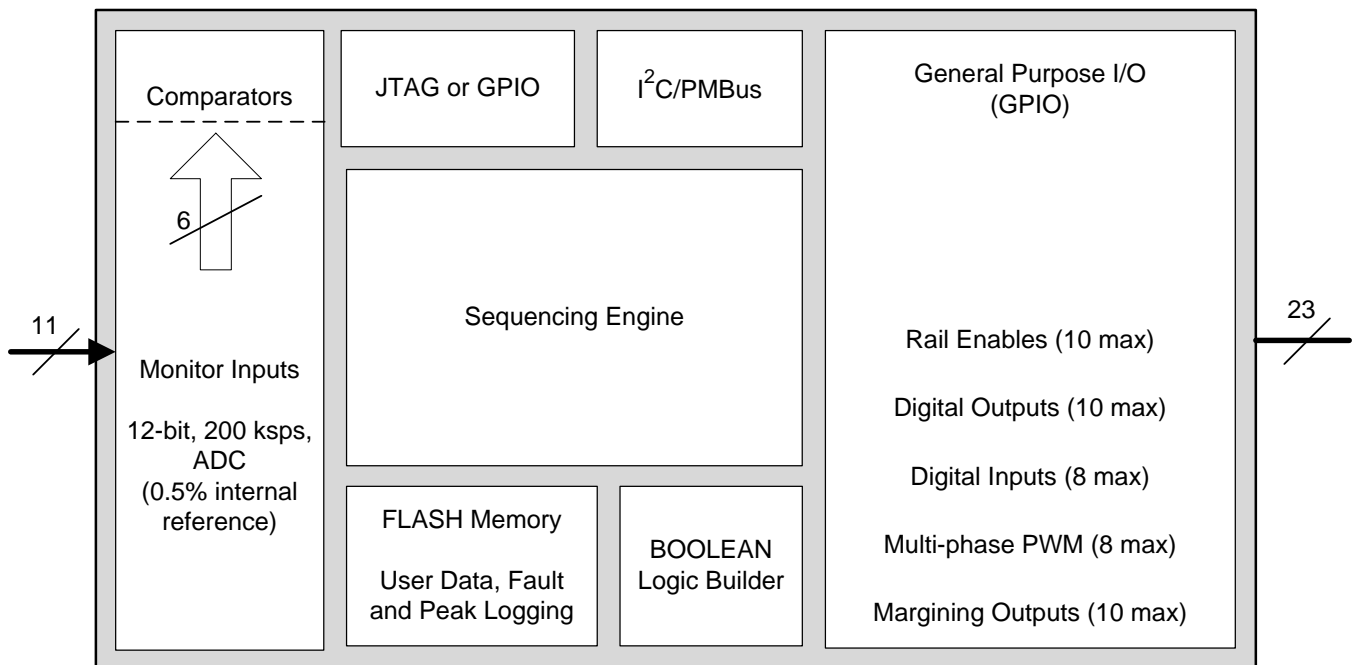 Comparators
6
11
Monitor Inputs
12-bit, 200 ksps,
ADC
(0.5% internal
reference)
JTAG or GPIO
I²C/PMBus
Sequencing Engine
FLASH Memory
User Data, Fault
and Peak Logging
BOOLEAN
Logic Builder
General Purpose I/O
(GPIO)
Rail Enables (10 max)
Digital Outputs (10 max)
Digital Inputs (8 max)
Multi-phase PWM (8 max)
Margining Outputs (10 max)
23